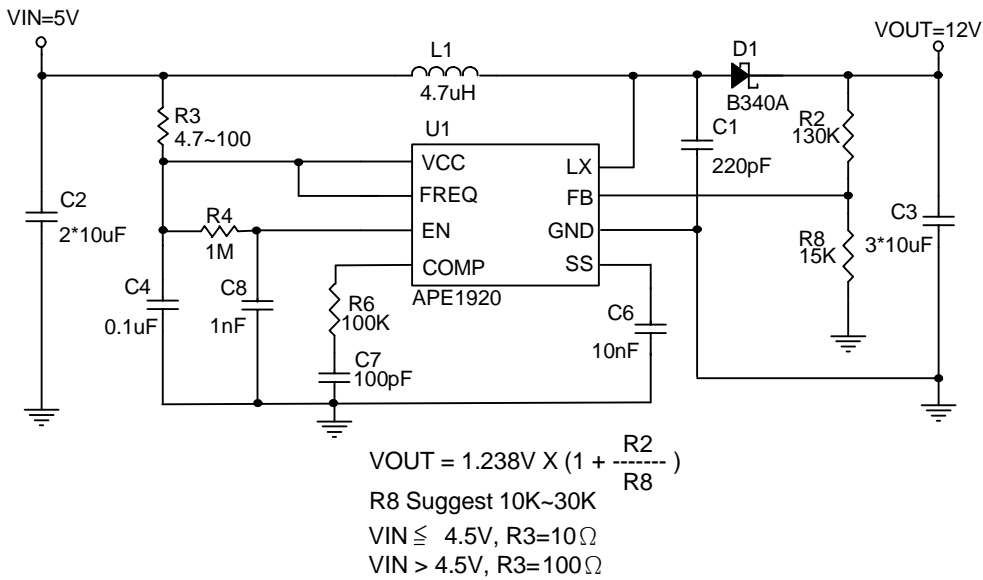 VIN=5V
VOUT=12V
L1
4.7uH
D1
B340A
R3
4.7~100
U1
C1
220pF
R2
130K
VCC
LX
FREQ
FB
C2
2*10uF
R4
1M
EN
GND
C3
3*10uF
R8
15K
COMP
SS
APE1920
C4
0.1uF
C8
1nF
R6
100K
C6
10nF
C7
100pF
VOUT = 1.238V X (1 + R2 / R8 )
R8 Suggest 10K~30K
VIN ≦ 4.5V, R3=10Ω
VIN > 4.5V, R3=100Ω